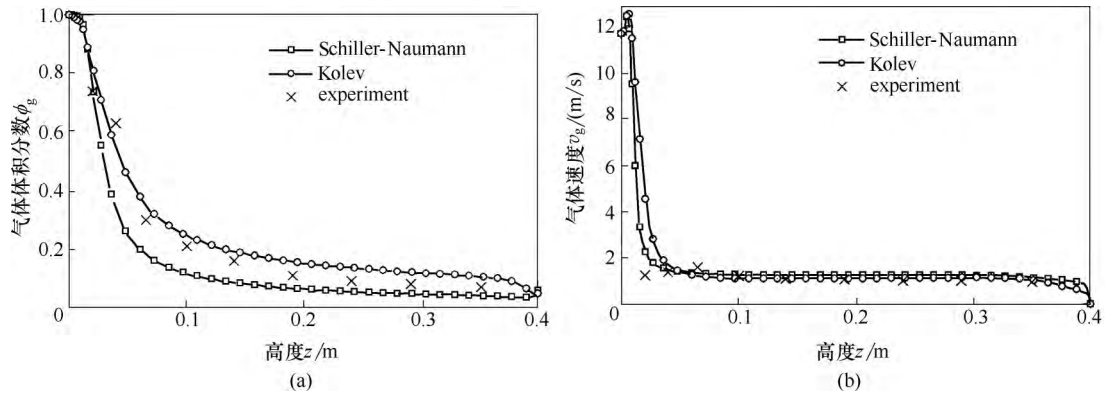 1.0
0.8
0.6
0.4
0.2
0
0.1
0.2
0.3
0.4
气体体积分数ϕg
高度z/m
Schiller-Naumann
Kolev
experiment
(a)
12
10
8
6
4
2
0
0.1
0.2
0.3
0.4
气体速度vg/(m/s)
高度z/m
Schiller-Naumann
Kolev
experiment
(b)